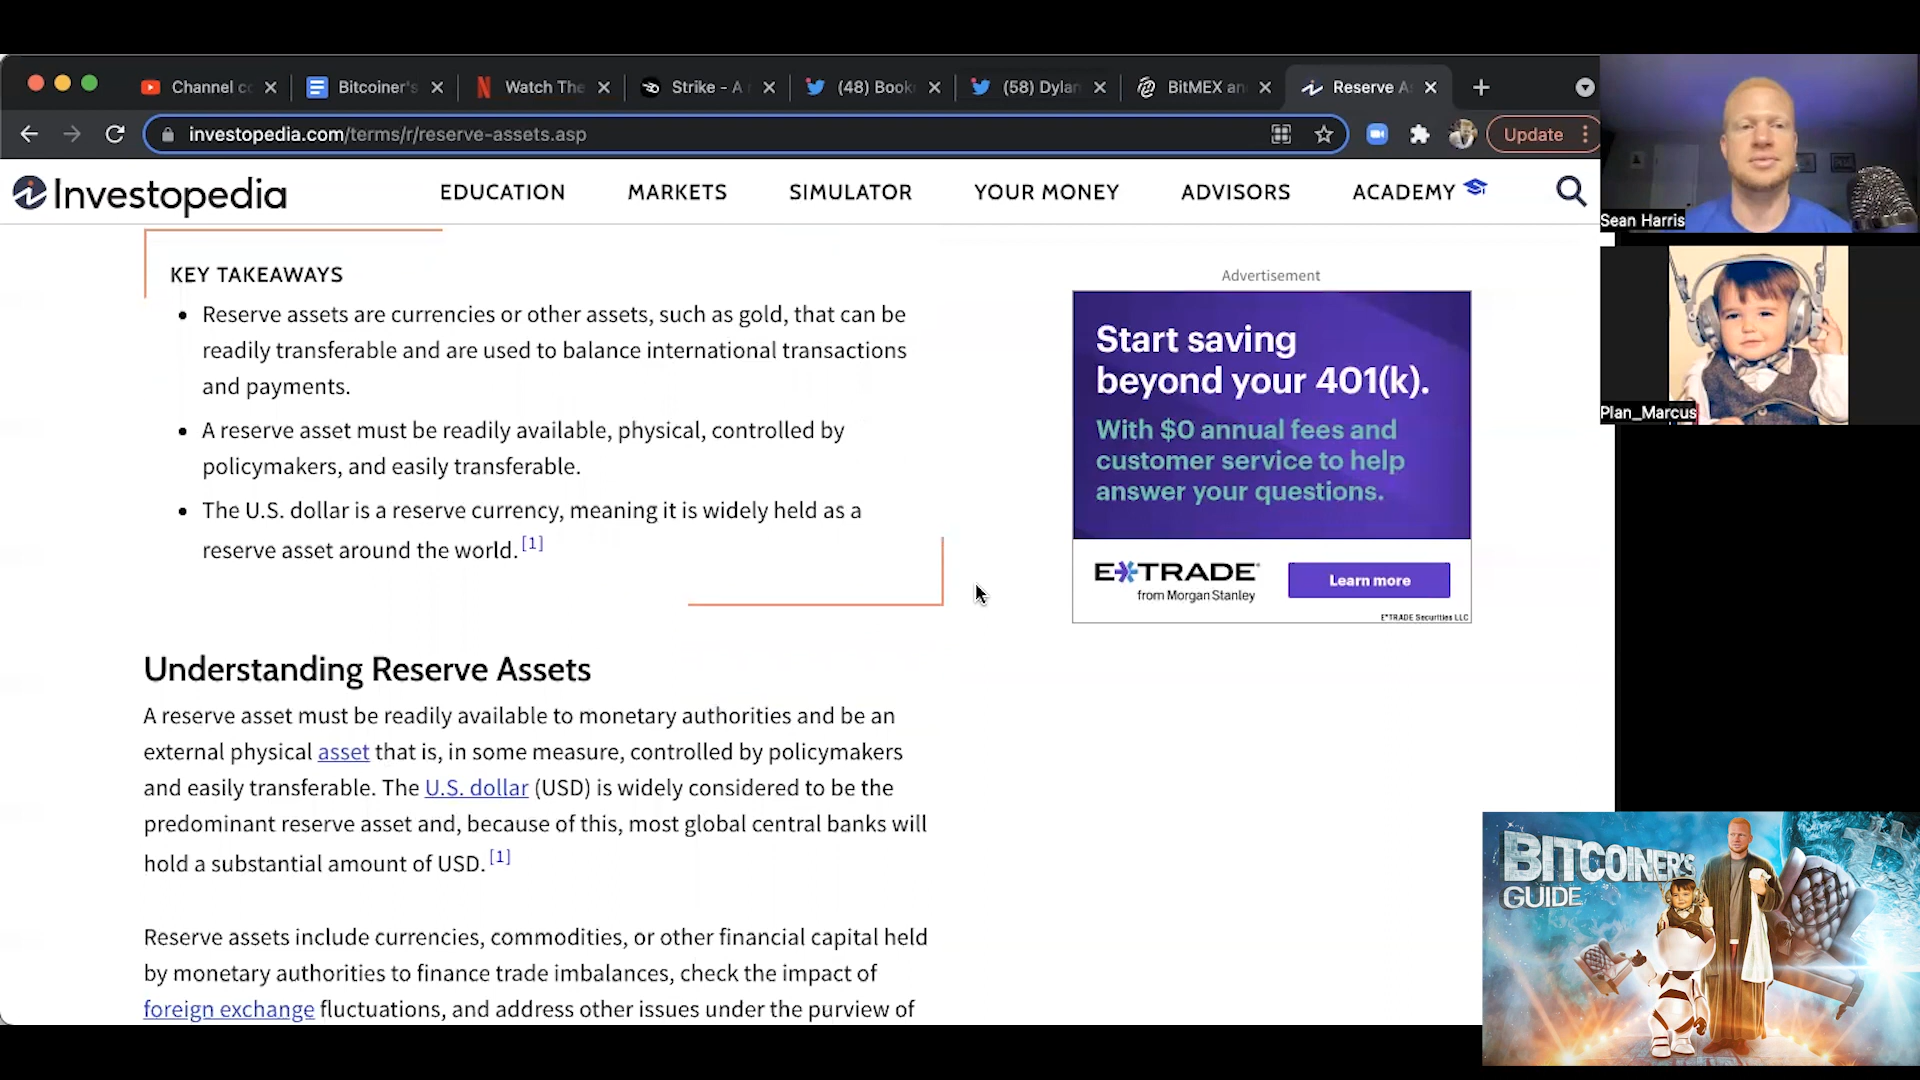 Channel co
Bitcoiner's
Watch The
Strike - A
(48) Book
(58) Dylan
BitMEX an
Reserve As
investopedia.com/terms/r/reserve-assets.asp
Update
Investopedia
EDUCATION
MARKETS
SIMULATOR
YOUR MONEY
ADVISORS
ACADEMY
Sean Harris
Plan_Marcus
KEY TAKEAWAYS
Reserve assets are currencies or other assets, such as gold, that can be
readily transferable and are used to balance international transactions
and payments.
A reserve asset must be readily available, physical, controlled by
policymakers, and easily transferable.
The U.S. dollar is a reserve currency, meaning it is widely held as a
reserve asset around the world. [1]
Advertisement
Start saving
beyond your 401(k).
With $0 annual fees and
customer service to help
answer your questions.
E*TRADE
from Morgan Stanley
Learn more
E*TRADE Securities LLC
Understanding Reserve Assets
A reserve asset must be readily available to monetary authorities and be an
external physical asset that is, in some measure, controlled by policymakers
and easily transferable. The U.S. dollar (USD) is widely considered to be the
predominant reserve asset and, because of this, most global central banks will
hold a substantial amount of USD. [1]
Reserve assets include currencies, commodities, or other financial capital held
by monetary authorities to finance trade imbalances, check the impact of
foreign exchange fluctuations, and address other issues under the purview of
BITCOINER'S
GUIDE